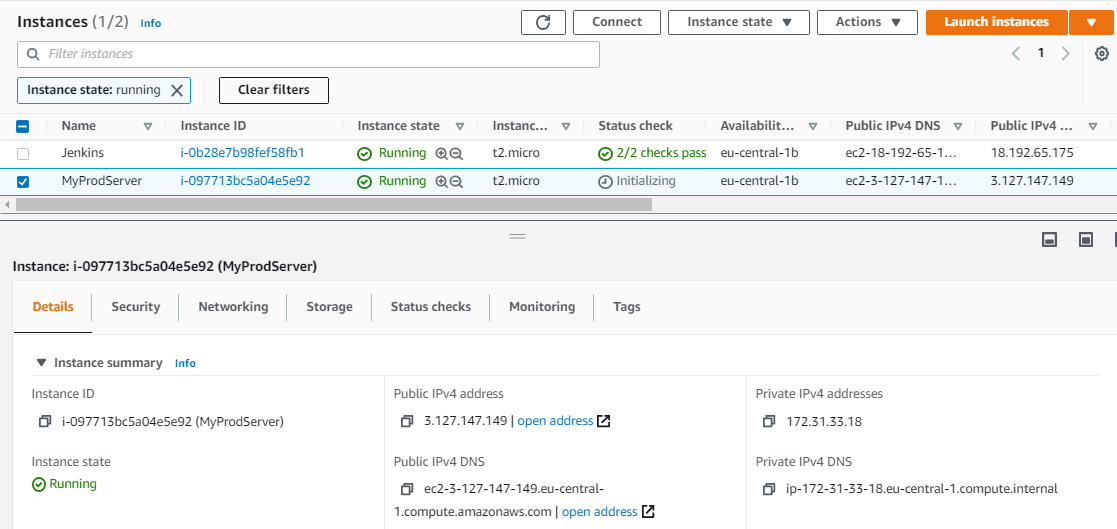 Instances (1/2) Info Connect Instance state Actions Launch instances
Filter instances 1
Instance state: running Clear filters
Name Instance ID Instance state Instanc... Status check Availabilit... Public IPv4 DNS Public IPv4 ...
Jenkins i-0b28e7b98fef58fb1 Running t2.micro 2/2 checks pass eu-central-1b ec2-18-192-65-1... 18.192.65.175
MyProdServer i-097713bc5a04e5e92 Running t2.micro Initializing eu-central-1b ec2-3-127-147-1... 3.127.147.149
Instance: i-097713bc5a04e5e92 (MyProdServer)
Details Security Networking Storage Status checks Monitoring Tags
Instance summary Info
Instance ID Public IPv4 address Private IPv4 addresses
i-097713bc5a04e5e92 (MyProdServer) 3.127.147.149 | open address 172.31.33.18
Instance state Public IPv4 DNS Private IPv4 DNS
Running ec2-3-127-147-149.eu-central- ip-172-31-33-18.eu-central-1.compute.internal
1.compute.amazonaws.com | open address